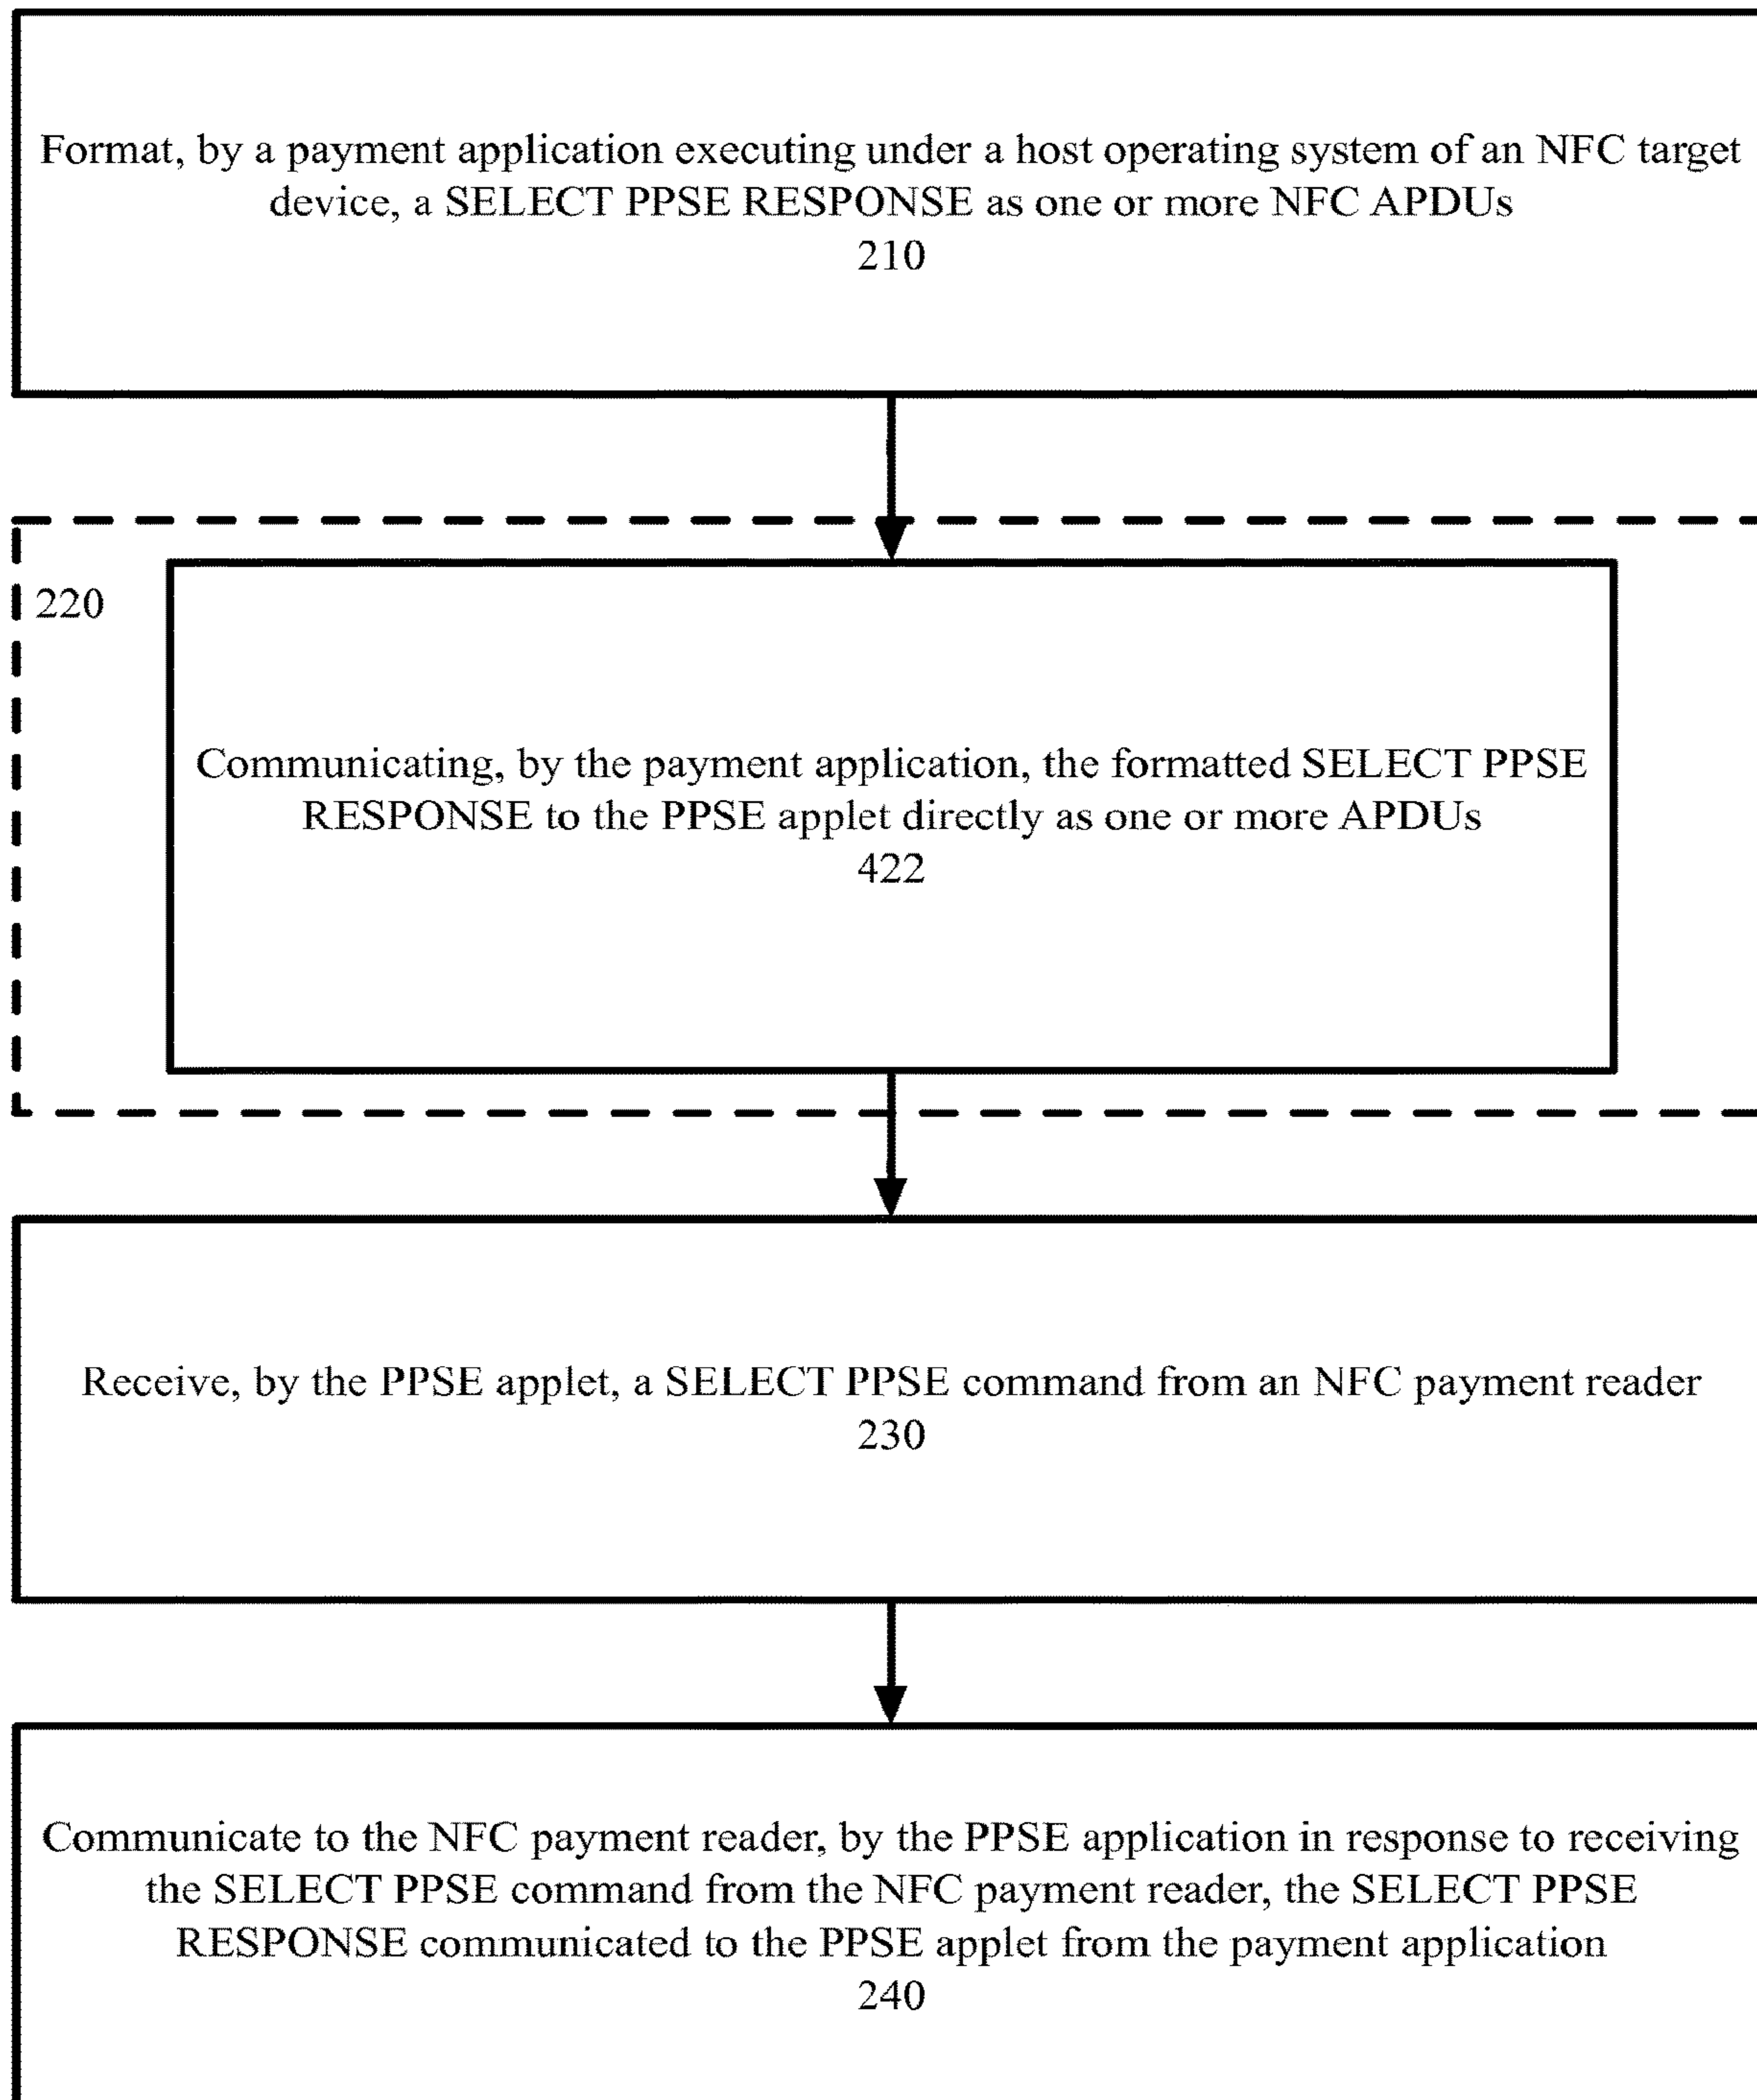 Format, by a payment application executing under a host operating system of an NFC target
device, a SELECT PPSE RESPONSE as one or more NFC APDUs
210
220
Communicating, by the payment application, the formatted SELECT PPSE
RESPONSE to the PPSE applet directly as one or more APDUs
422
Receive, by the PPSE applet, a SELECT PPSE command from an NFC payment reader
230
Communicate to the NFC payment reader, by the PPSE application in response to receiving
the SELECT PPSE command from the NFC payment reader, the SELECT PPSE
RESPONSE communicated to the PPSE applet from the payment application
240